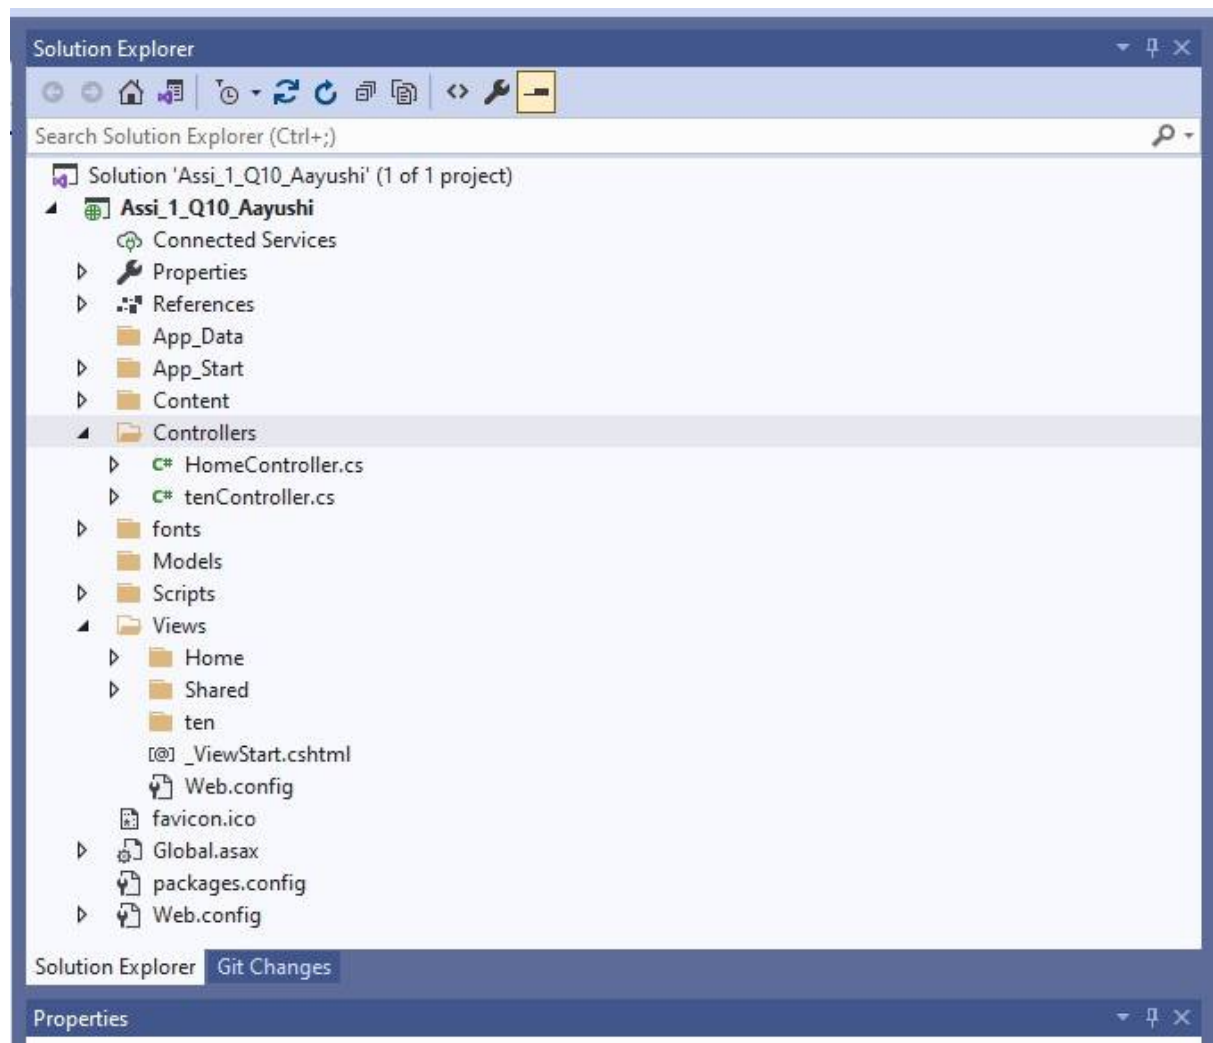 Solution Explorer
Search Solution Explorer (Ctrl+;)
Solution 'Assi_1_Q10_Aayushi' (1 of 1 project)
Assi_1_Q10_Aayushi
Connected Services
Properties
References
App_Data
App_Start
Content
Controllers
C# HomeController.cs
C# tenController.cs
fonts
Models
Scripts
Views
Home
Shared
ten
[@] _ViewStart.cshtml
Web.config
favicon.ico
Global.asax
packages.config
Web.config
Solution Explorer Git Changes
Properties